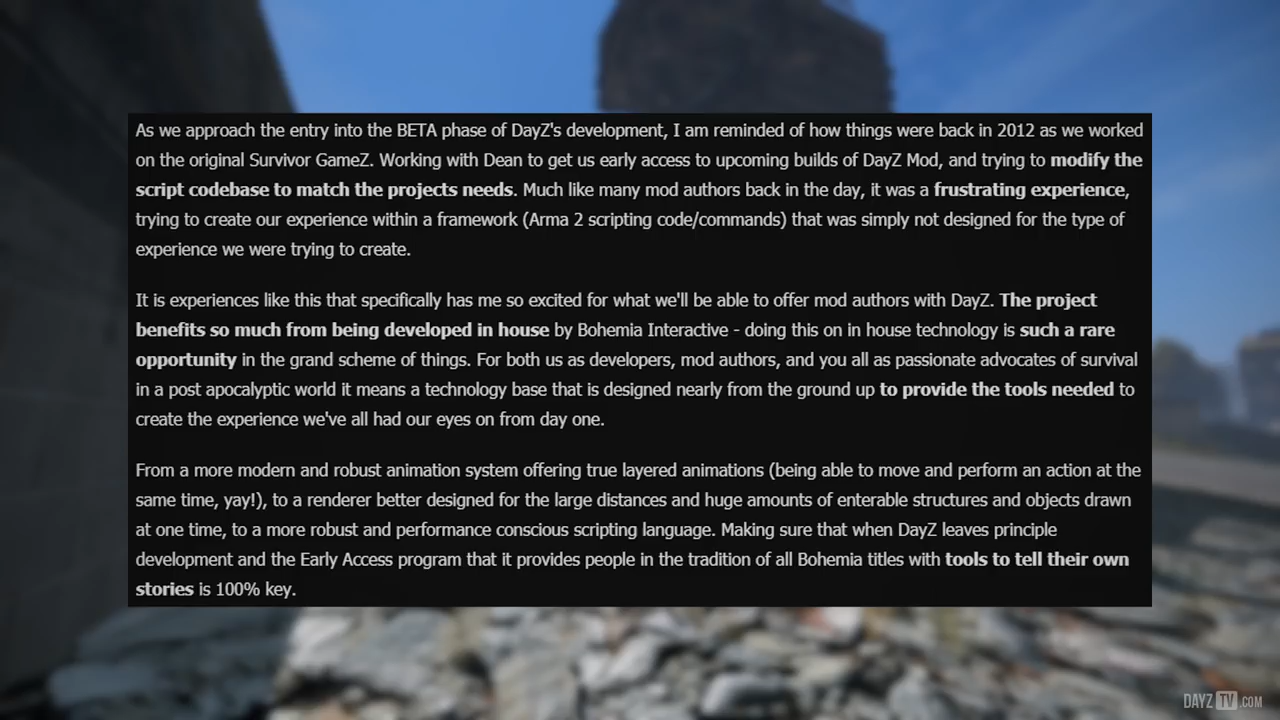 As we approach the entry into the BETA phase of DayZ's development, I am reminded of how things were back in 2012 as we worked
on the original Survivor GameZ. Working with Dean to get us early access to upcoming builds of DayZ Mod, and trying to modify the
script codebase to match the projects needs. Much like many mod authors back in the day, it was a frustrating experience,
trying to create our experience within a framework (Arma 2 scripting code/commands) that was simply not designed for the type of
experience we were trying to create.
It is experiences like this that specifically has me so excited for what we'll be able to offer mod authors with DayZ. The project
benefits so much from being developed in house by Bohemia Interactive - doing this on in house technology is such a rare
opportunity in the grand scheme of things. For both us as developers, mod authors, and you all as passionate advocates of survival
in a post apocalyptic world it means a technology base that is designed nearly from the ground up to provide the tools needed to
create the experience we've all had our eyes on from day one.
From a more modern and robust animation system offering true layered animations (being able to move and perform an action at the
same time, yay!), to a renderer better designed for the large distances and huge amounts of enterable structures and objects drawn
at one time, to a more robust and performance conscious scripting language. Making sure that when DayZ leaves principle
development and the Early Access program that it provides people in the tradition of all Bohemia titles with tools to tell their own
stories is 100% key.
DAYZ TV .COM